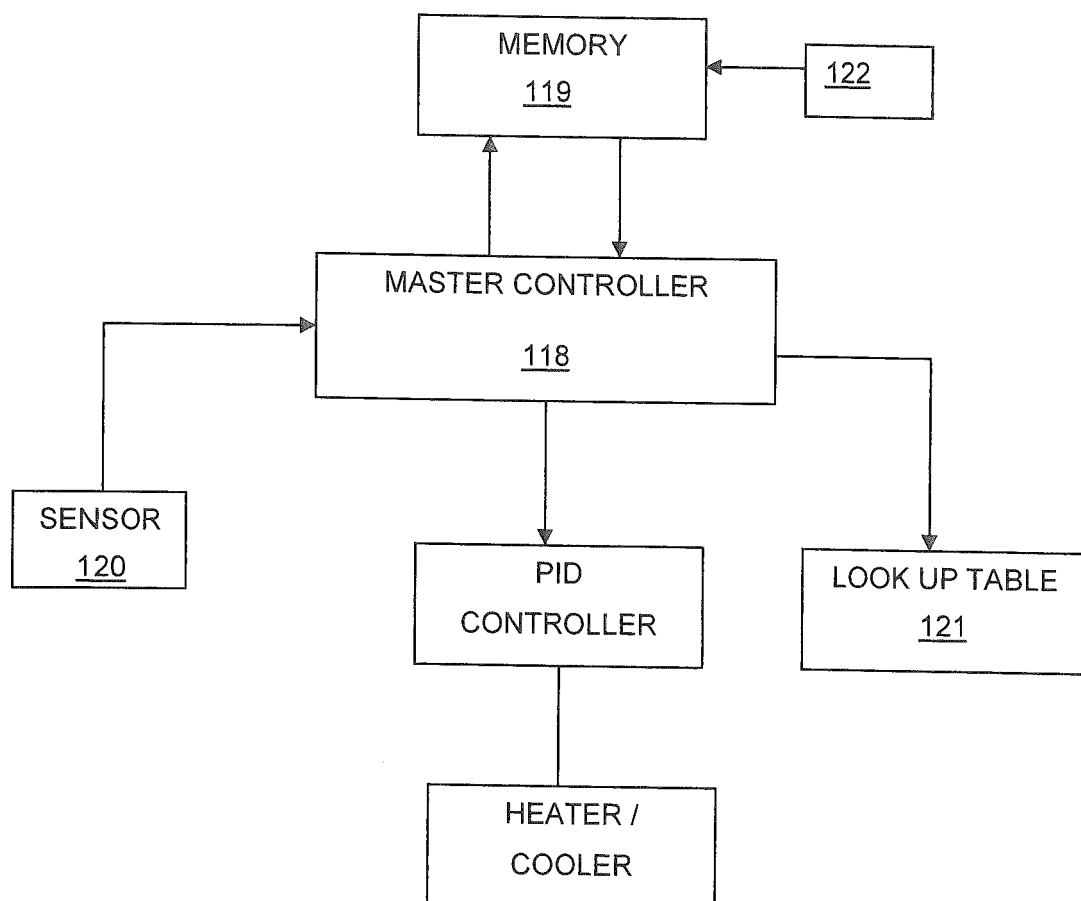 MEMORY
119
122
MASTER CONTROLLER
118
SENSOR
120
PID
CONTROLLER
LOOK UP TABLE
121
HEATER /
COOLER